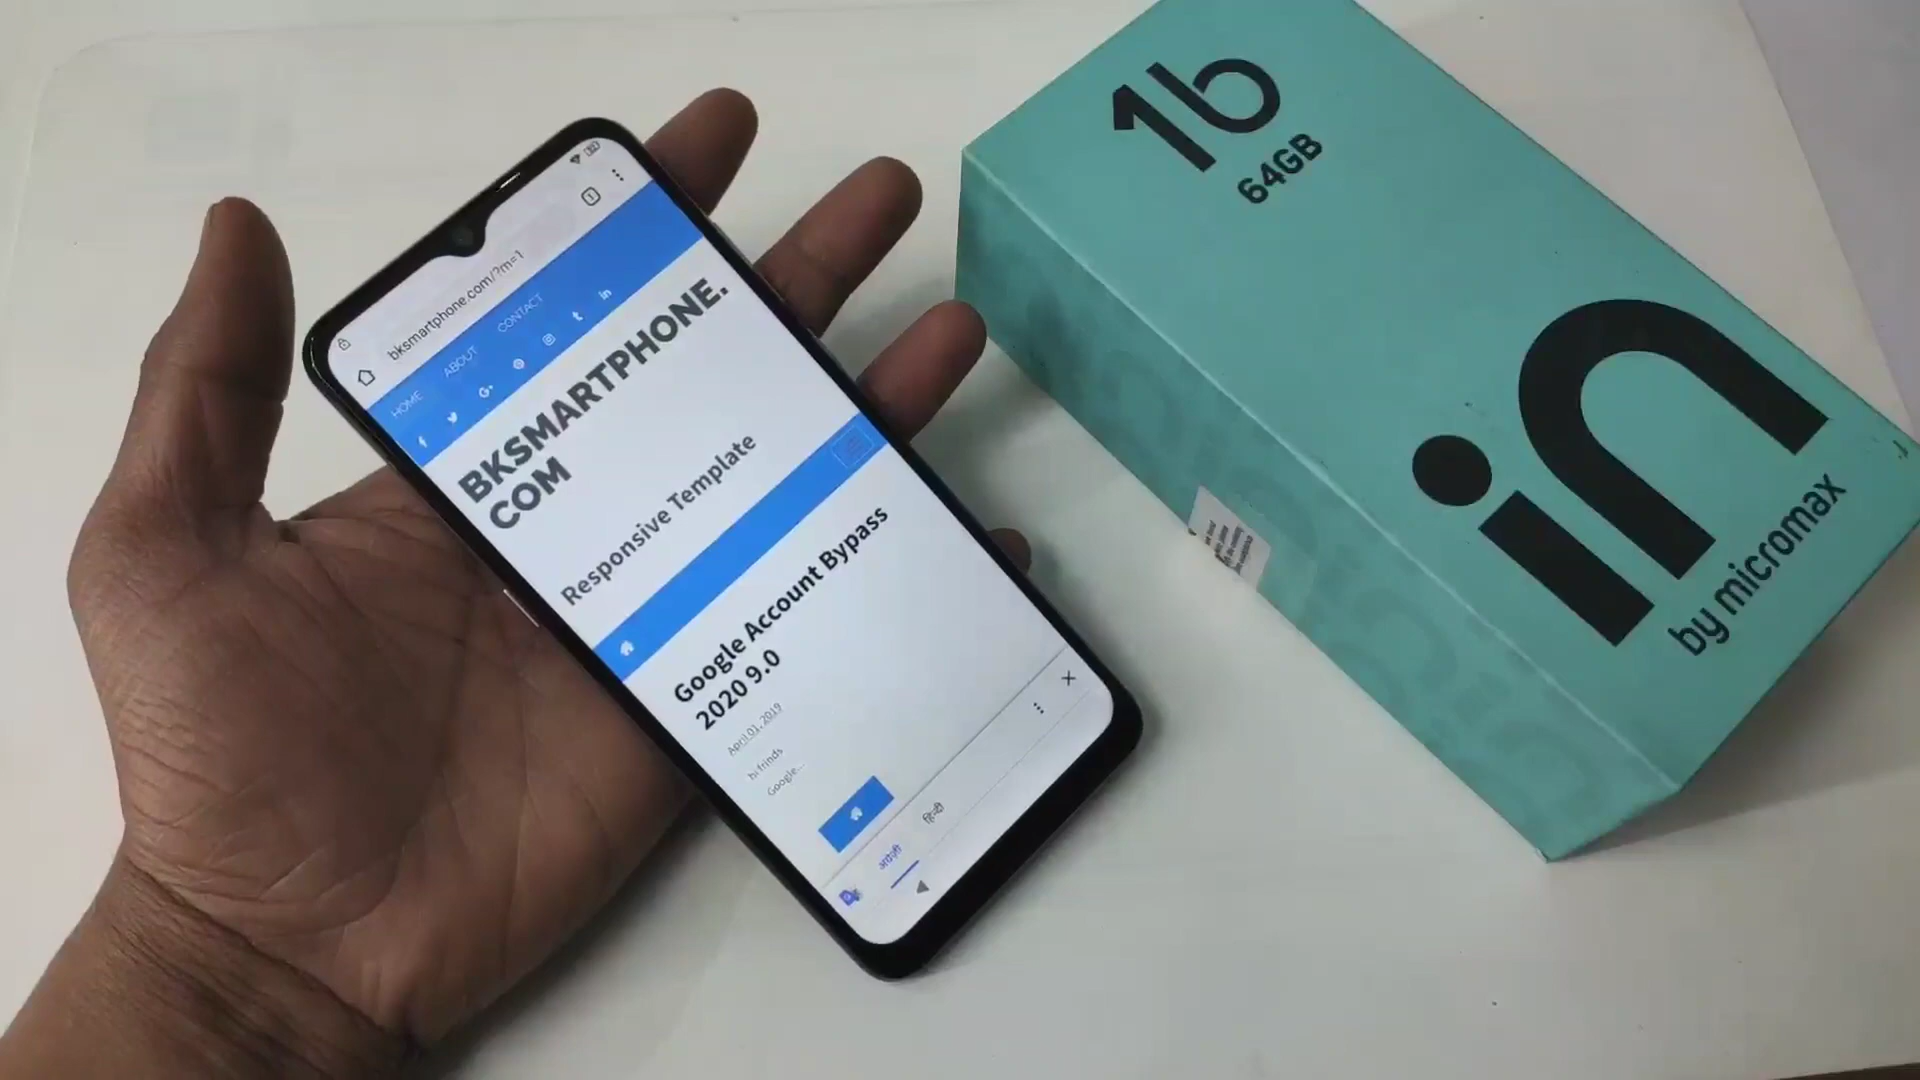 bksmartphone.com/?m=1
HOME
ABOUT
CONTACT
BKSMARTPHONE.
COM
Responsive Template
Google Account Bypass
2020 9.0
April 01, 2019
hi frinds
Google...
अंग्रेज़ी
हिन्दी
1b
64GB
in
by micromax